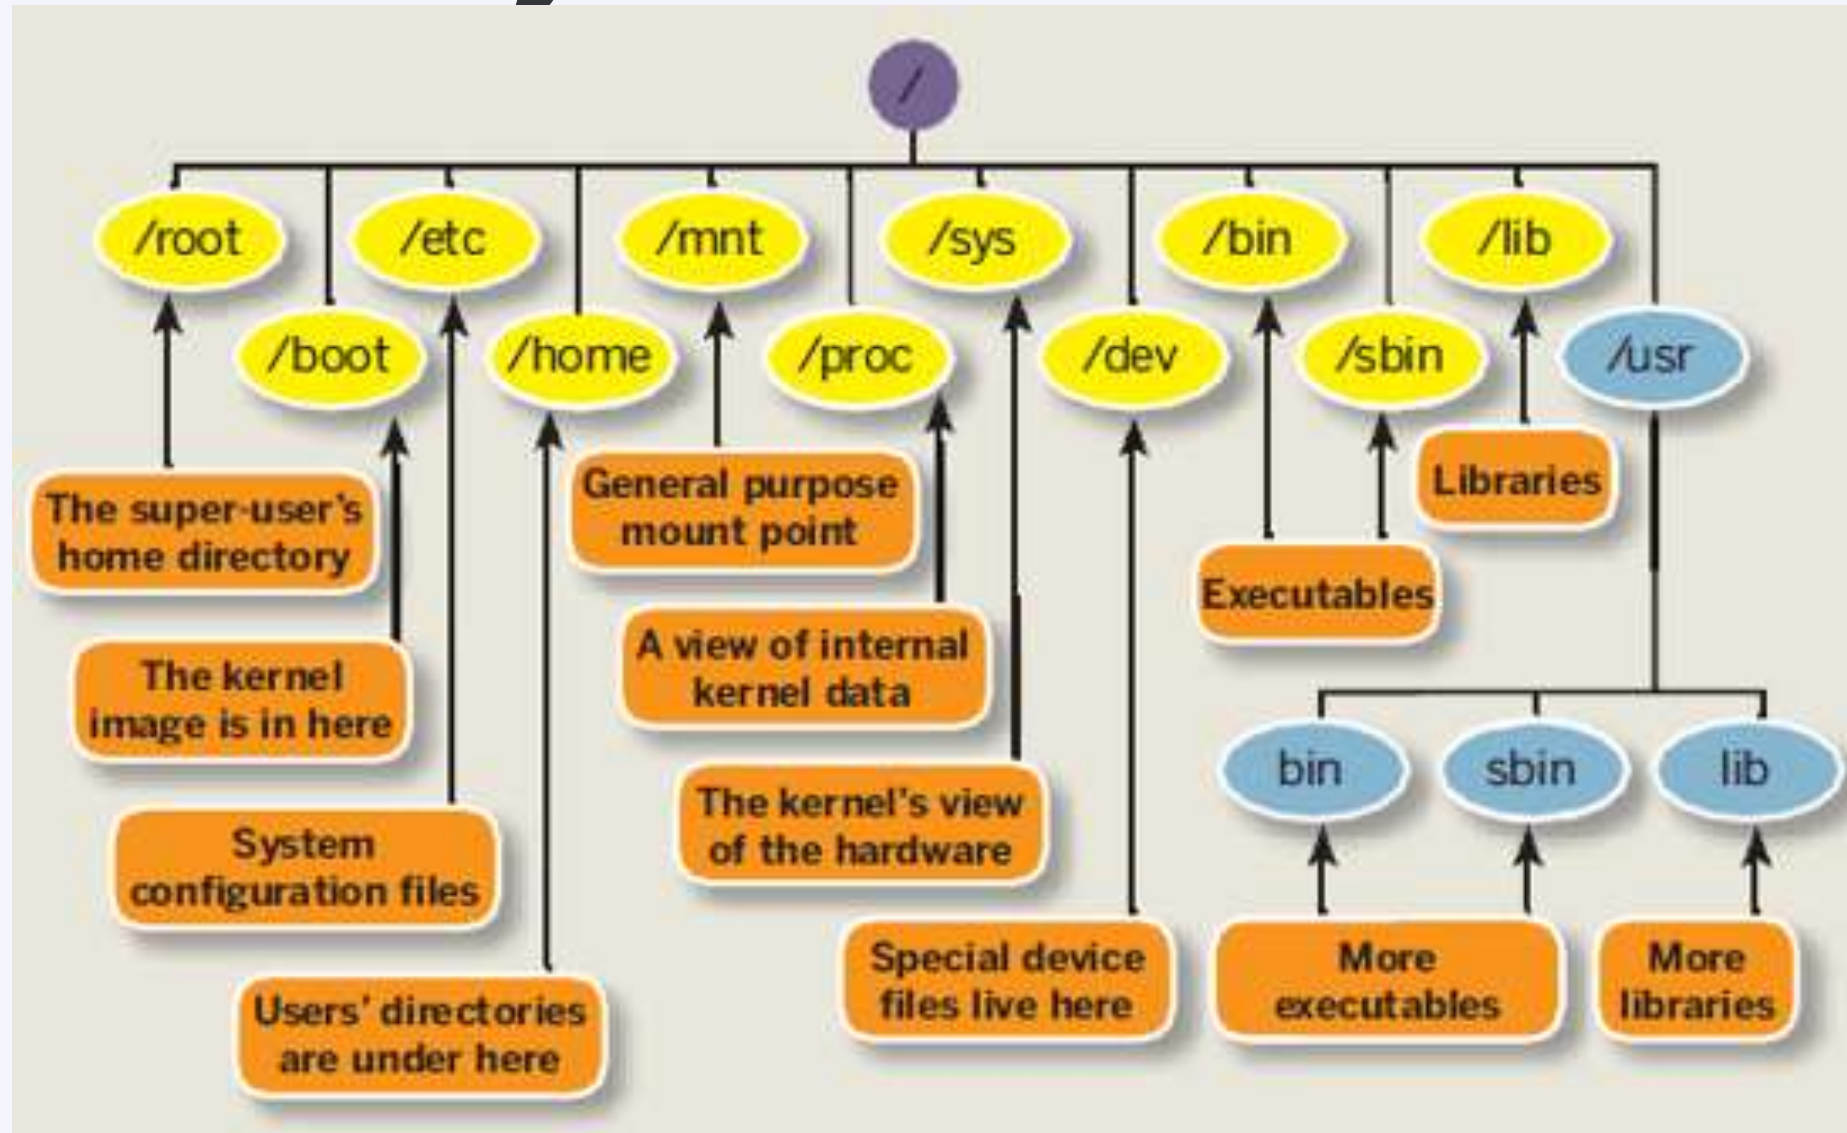 /
/root
/etc
/mnt
/sys
/bin
/lib
/boot
/home
/proc
/dev
/sbin
/usr
The super-user's
home directory
General purpose
mount point
Libraries
Executables
The kernel
image is in here
A view of internal
kernel data
bin
sbin
lib
System
configuration files
The kernel's view
of the hardware
Users' directories
are under here
Special device
files live here
More
executables
More
libraries